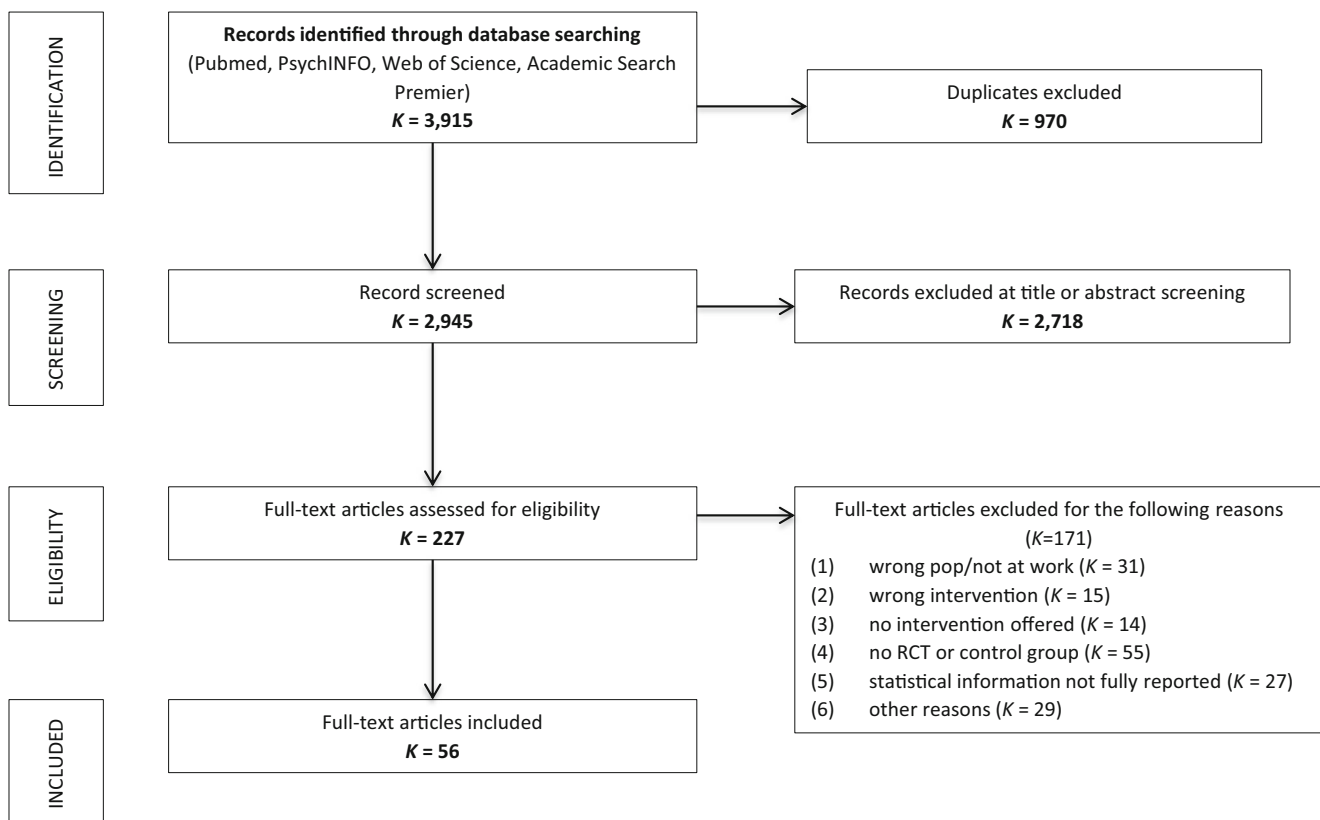 IDENTIFICATION
Records identified through database searching
(Pubmed, PsychINFO, Web of Science, Academic Search
Premier)
K = 3,915
Duplicates excluded
K = 970
SCREENING
Record screened
K = 2,945
Records excluded at title or abstract screening
K = 2,718
ELIGIBILITY
Full-text articles assessed for eligibility
K = 227
Full-text articles excluded for the following reasons
(K=171)
(1) wrong pop/not at work (K = 31)
(2) wrong intervention (K = 15)
(3) no intervention offered (K = 14)
(4) no RCT or control group (K = 55)
(5) statistical information not fully reported (K = 27)
(6) other reasons (K = 29)
INCLUDED
Full-text articles included
K = 56